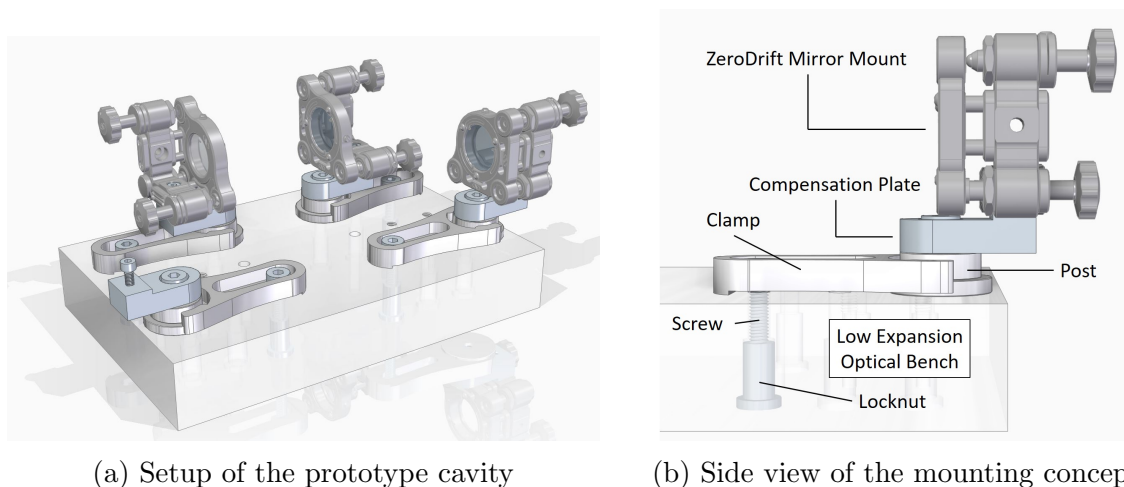 ZeroDrift Mirror Mount
Compensation Plate
Clamp
Post
Screw
Low Expansion
Optical Bench
Locknut
(a) Setup of the prototype cavity
(b) Side view of the mounting concep